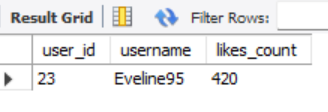 Result Grid Filter Rows:
user_id username likes_count
23 Eveline95 420